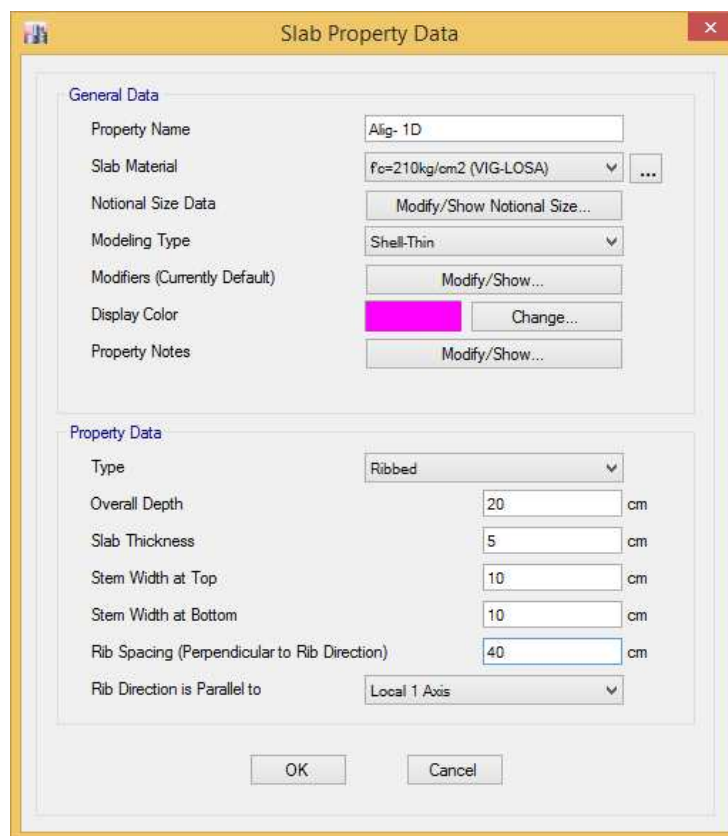 Slab Property Data
General Data
Property Name Alig- 1D
Slab Material f'c=210kg/cm2 (VIG-LOSA) ...
Notional Size Data Modify/Show Notional Size...
Modeling Type Shell-Thin
Modifiers (Currently Default) Modify/Show...
Display Color Change...
Property Notes Modify/Show...
Property Data
Type Ribbed
Overall Depth 20 cm
Slab Thickness 5 cm
Stem Width at Top 10 cm
Stem Width at Bottom 10 cm
Rib Spacing (Perpendicular to Rib Direction) 40 cm
Rib Direction is Parallel to Local 1 Axis
OK Cancel